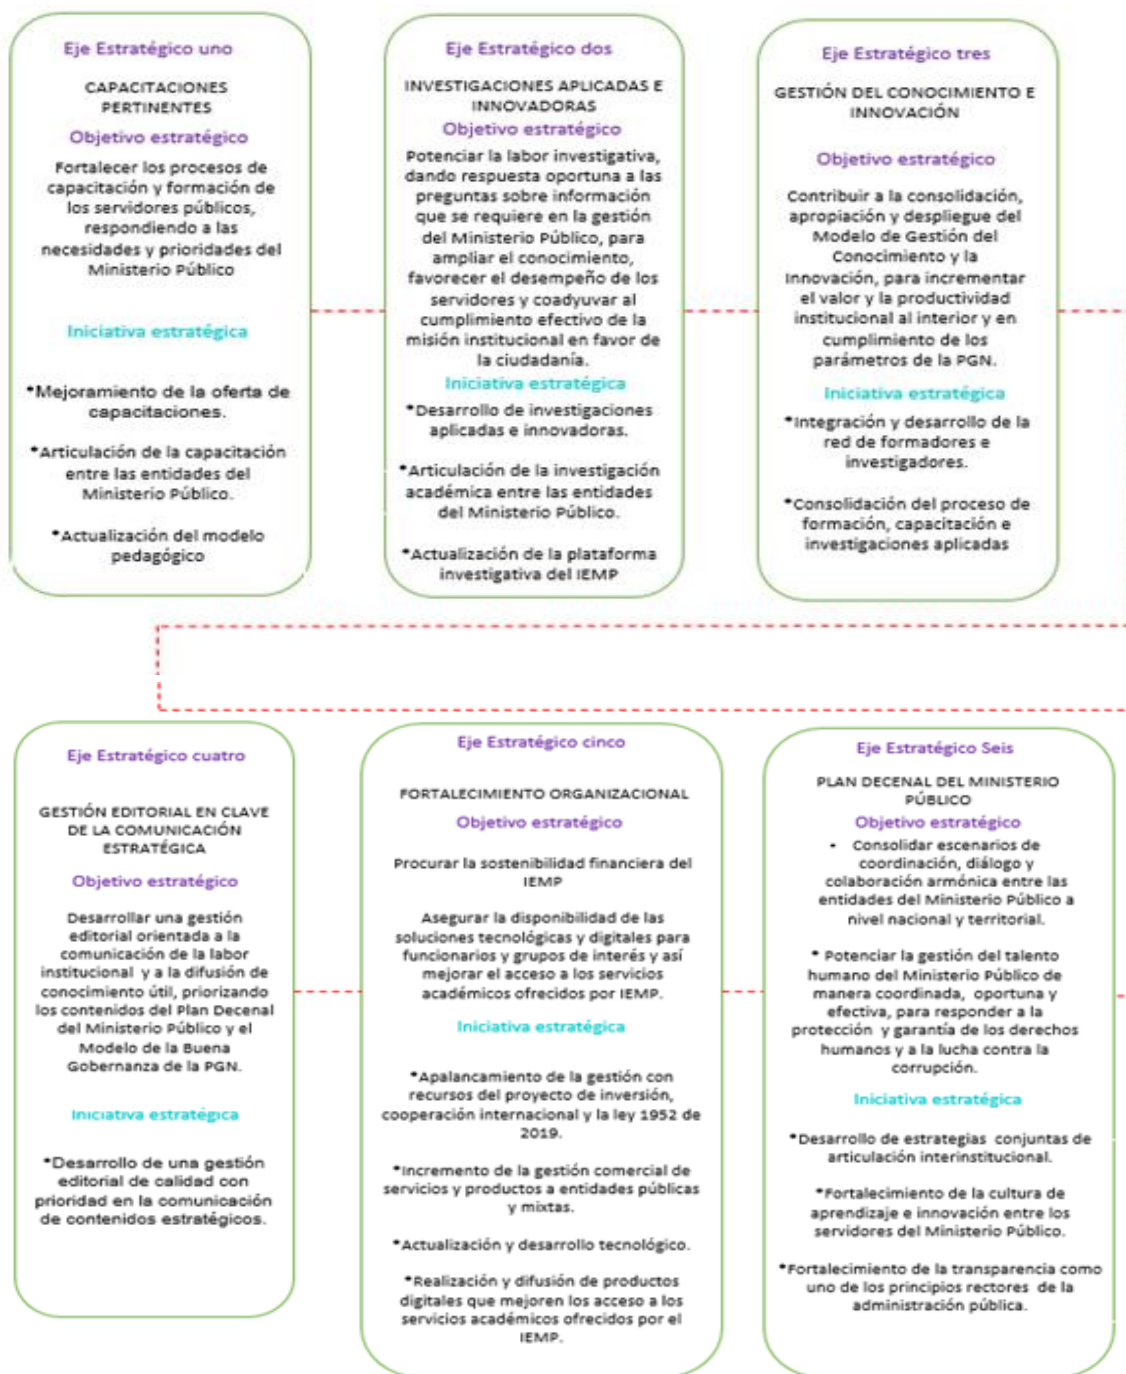 Eje Estratégico uno
CAPACITACIONES
PERTINENTES
Objetivo estratégico
Fortalecer los procesos de
capacitación y formación de
los servidores públicos,
respondiendo a las
necesidades y prioridades del
Ministerio Público
Iniciativa estratégica
*Mejoramiento de la oferta de
capacitaciones.
*Articulación de la capacitación
entre las entidades del
Ministerio Público.
*Actualización del modelo
pedagógico
Eje Estratégico dos
INVESTIGACIONES APLICADAS E
INNOVADORAS
Objetivo estratégico
Potenciar la labor investigativa,
dando respuesta oportuna a las
preguntas sobre información
que se requiere en la gestión
del Ministerio Público, para
ampliar el conocimiento,
favorecer el desempeño de los
servidores y coadyuvar al
cumplimiento efectivo de la
misión institucional en favor de
la ciudadanía.
Iniciativa estratégica
*Desarrollo de investigaciones
aplicadas e innovadoras.
*Articulación de la investigación
académica entre las entidades
del Ministerio Público.
*Actualización de la plataforma
investigativa del IEMP
Eje Estratégico tres
GESTIÓN DEL CONOCIMIENTO E
INNOVACIÓN
Objetivo estratégico
Contribuir a la consolidación,
apropiación y despliegue del
Modelo de Gestión del
Conocimiento y la
Innovación, para incrementar
el valor y la productividad
institucional al interior y en
cumplimiento de los
parámetros de la PGN.
Iniciativa estratégica
*Integración y desarrollo de la
red de formadores e
investigadores.
*Consolidación del proceso de
formación, capacitación e
investigaciones aplicadas
Eje Estratégico cuatro
GESTIÓN EDITORIAL EN CLAVE
DE LA COMUNICACIÓN
ESTRATÉGICA
Objetivo estratégico
Desarrollar una gestión
editorial orientada a la
comunicación de la labor
institucional y a la difusión de
conocimiento útil, priorizando
los contenidos del Plan Decenal
del Ministerio Público y el
Modelo de la Buena
Gobernanza de la PGN.
Iniciativa estratégica
*Desarrollo de una gestión
editorial de calidad con
prioridad en la comunicación
de contenidos estratégicos.
Eje Estratégico cinco
FORTALECIMIENTO ORGANIZACIONAL
Objetivo estratégico
Procurar la sostenibilidad financiera del
IEMP
Asegurar la disponibilidad de las
soluciones tecnológicas y digitales para
funcionarios y grupos de interés y así
mejorar el acceso a los servicios
académicos ofrecidos por IEMP.
Iniciativa estratégica
*Apalancamiento de la gestión con
recursos del proyecto de inversión,
cooperación internacional y la ley 1952 de
2019.
*Incremento de la gestión comercial de
servicios y productos a entidades públicas
y mixtas.
*Actualización y desarrollo tecnológico.
*Realización y difusión de productos
digitales que mejoren los acceso a los
servicios académicos ofrecidos por el
IEMP.
Eje Estratégico Seis
PLAN DECENAL DEL MINISTERIO
PÚBLICO
Objetivo estratégico
• Consolidar escenarios de
coordinación, diálogo y
colaboración armónica entre las
entidades del Ministerio Público a
nivel nacional y territorial.
* Potenciar la gestión del talento
humano del Ministerio Público de
manera coordinada, oportuna y
efectiva, para responder a la
protección y garantía de los derechos
humanos y a la lucha contra la
corrupción.
Iniciativa estratégica
*Desarrollo de estrategias conjuntas de
articulación interinstitucional.
*Fortalecimiento de la cultura de
aprendizaje e innovación entre los
servidores del Ministerio Público.
*Fortalecimiento de la transparencia como
uno de los principios rectores de la
administración pública.